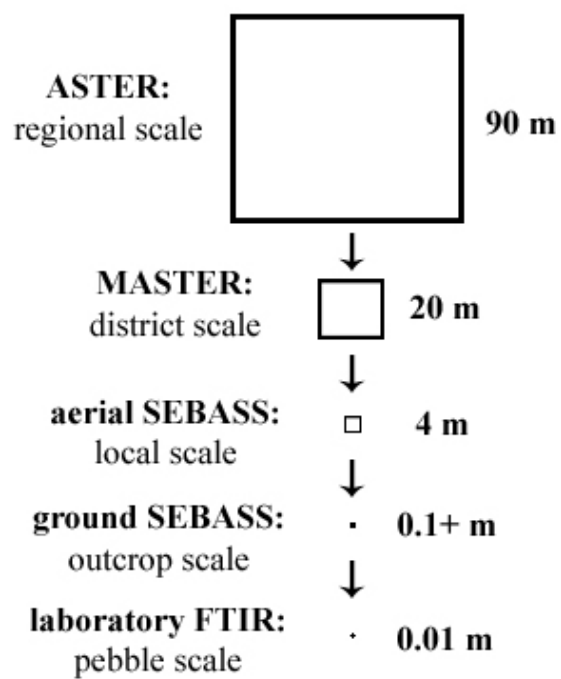 ASTER:
regional scale
90 m
MASTER:
district scale
20 m
aerial SEBASS:
local scale
4 m
ground SEBASS:
outcrop scale
0.1+ m
laboratory FTIR:
pebble scale
0.01 m